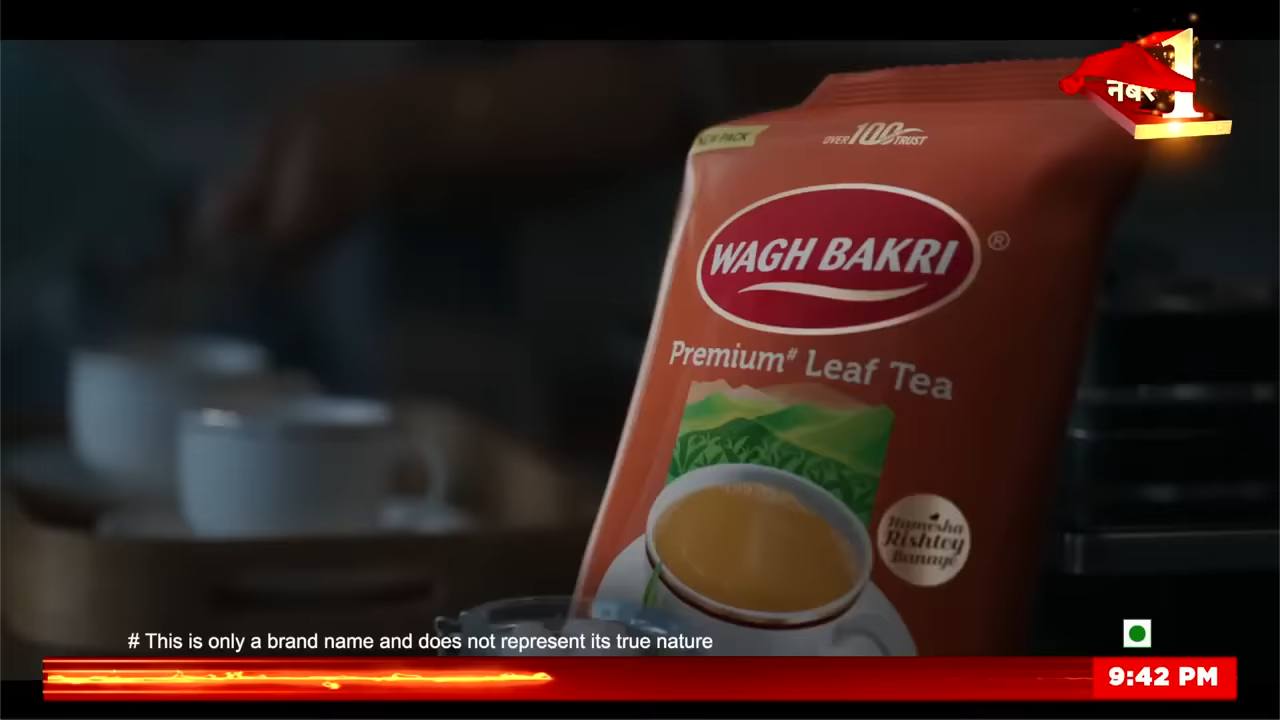 नंबर 1
NEW PACK
OVER 100 TRUST
WAGH BAKRI ®
Premium# Leaf Tea
Hamesha
Rishtey
Banaye
# This is only a brand name and does not represent its true nature
9:42 PM